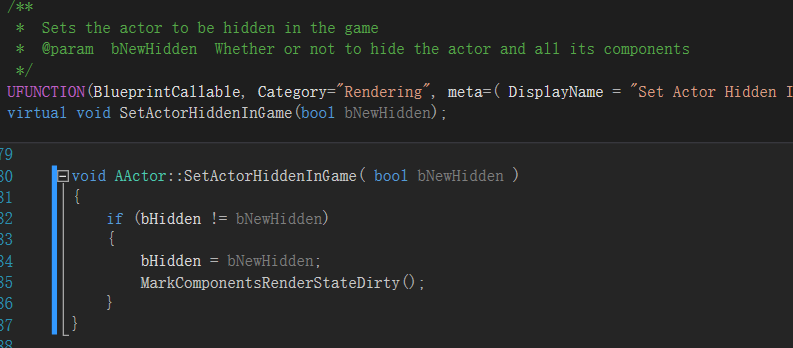 /**
 *  Sets the actor to be hidden in the game
 *  @param  bNewHidden  Whether or not to hide the actor and all its components
 */
UFUNCTION(BlueprintCallable, Category="Rendering", meta=( DisplayName = "Set Actor Hidden I
virtual void SetActorHiddenInGame(bool bNewHidden);
79
80 void AActor::SetActorHiddenInGame( bool bNewHidden )
81 {
82     if (bHidden != bNewHidden)
83     {
84         bHidden = bNewHidden;
85         MarkComponentsRenderStateDirty();
86     }
87 }
88